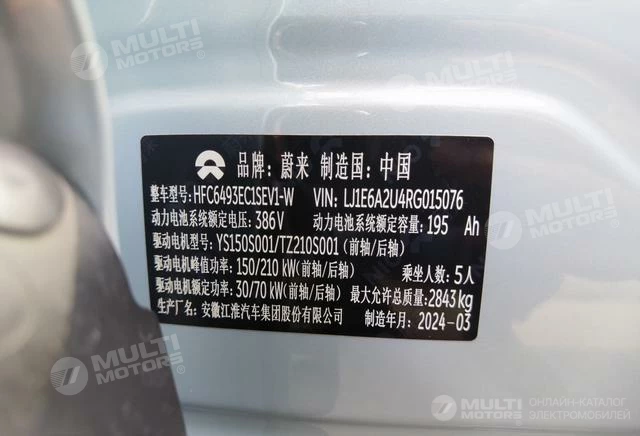 MULTI
MOTORS
MULTI
MOTORS
品牌: 蔚来 制造国: 中国
整车型号: HFC6493EC1SEV1-W VIN: LJ1E6A2U4RG015076
动力电池系统额定电压: 386V 动力电池系统额定容量: 195 Ah
驱动电机型号: YS150S001/TZ210S001 (前轴/后轴)
驱动电机峰值功率: 150/210 kW(前轴/后轴) 乘坐人数: 5人
驱动电机额定功率: 30/70 kW(前轴/后轴) 最大允许总质量: 2843kg
生产厂名: 安徽江淮汽车集团股份有限公司 制造年月: 2024-03
MULTI
MOTORS
MULTI
MOTORS
ОНЛАЙН-КАТАЛОГ
ЭЛЕКТРОМОБИЛЕЙ